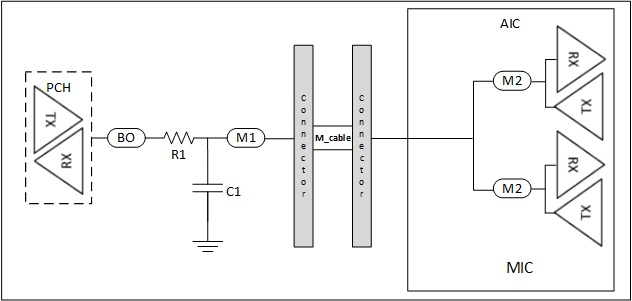 PCH
TX
RX
BO
R1
C1
M1
connector
M_cable
connector
AIC
M2
RX
TX
M2
RX
TX
MIC